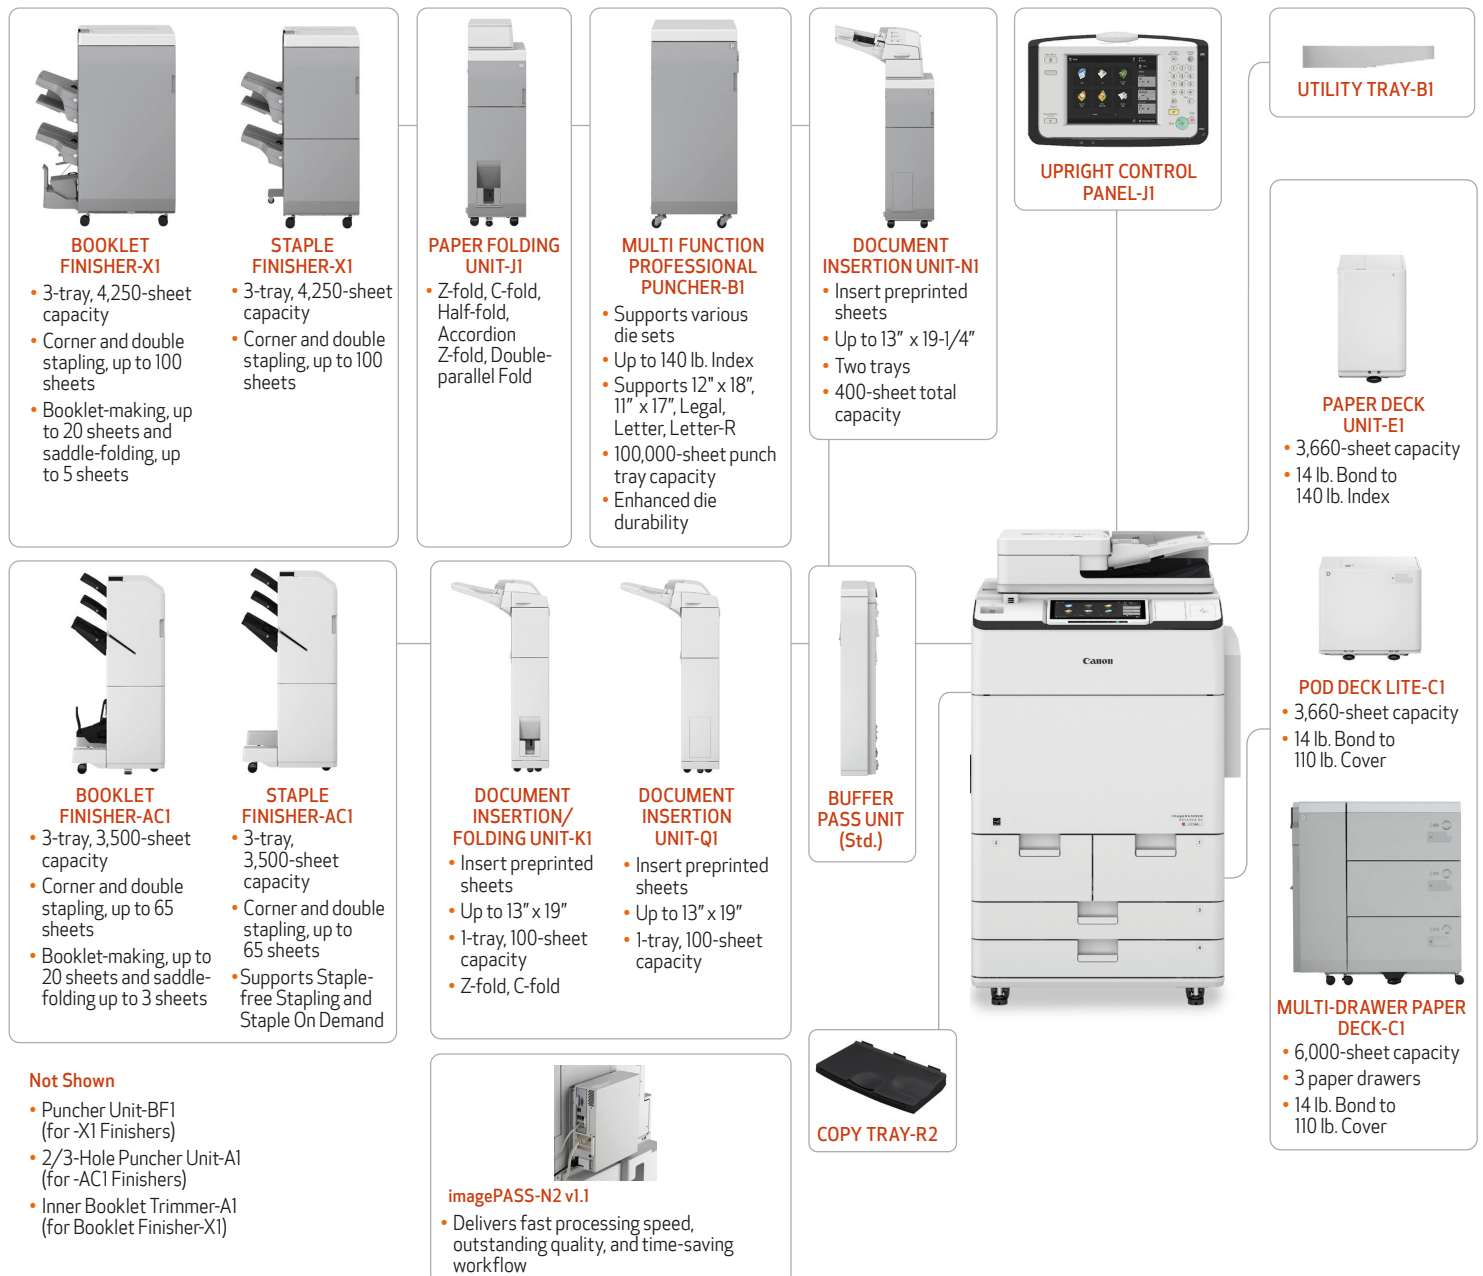 BOOKLET
FINISHER-X1
• 3-tray, 4,250-sheet
capacity
• Corner and double
stapling, up to 100
sheets
• Booklet-making, up
to 20 sheets and
saddle-folding, up
to 5 sheets
STAPLE
FINISHER-X1
• 3-tray, 4,250-sheet
capacity
• Corner and double
stapling, up to 100
sheets
PAPER FOLDING
UNIT-J1
• Z-fold, C-fold,
Half-fold,
Accordion
Z-fold, Double-
parallel Fold
MULTI FUNCTION
PROFESSIONAL
PUNCHER-B1
• Supports various
die sets
• Up to 140 lb. Index
• Supports 12" x 18",
11" x 17", Legal,
Letter, Letter-R
• 100,000-sheet punch
tray capacity
• Enhanced die
durability
DOCUMENT
INSERTION UNIT-N1
• Insert preprinted
sheets
• Up to 13" x 19-1/4"
• Two trays
• 400-sheet total
capacity
UPRIGHT CONTROL
PANEL-J1
UTILITY TRAY-B1
PAPER DECK
UNIT-E1
• 3,660-sheet capacity
• 14 lb. Bond to
140 lb. Index
POD DECK LITE-C1
• 3,660-sheet capacity
• 14 lb. Bond to
110 lb. Cover
MULTI-DRAWER PAPER
DECK-C1
• 6,000-sheet capacity
• 3 paper drawers
• 14 lb. Bond to
110 lb. Cover
BOOKLET
FINISHER-AC1
• 3-tray, 3,500-sheet
capacity
• Corner and double
stapling, up to 65
sheets
• Booklet-making, up to
20 sheets and saddle-
folding up to 3 sheets
STAPLE
FINISHER-AC1
• 3-tray,
3,500-sheet
capacity
• Corner and double
stapling, up to
65 sheets
• Supports Staple-
free Stapling and
Staple On Demand
DOCUMENT
INSERTION/
FOLDING UNIT-K1
• Insert preprinted
sheets
• Up to 13" x 19"
• 1-tray, 100-sheet
capacity
• Z-fold, C-fold
DOCUMENT
INSERTION
UNIT-Q1
• Insert preprinted
sheets
• Up to 13" x 19"
• 1-tray, 100-sheet
capacity
BUFFER
PASS UNIT
(Std.)
Canon
2
1
3
4
COPY TRAY-R2
Not Shown
• Puncher Unit-BF1
(for -X1 Finishers)
• 2/3-Hole Puncher Unit-A1
(for -AC1 Finishers)
• Inner Booklet Trimmer-A1
(for Booklet Finisher-X1)
imagePASS-N2 v1.1
• Delivers fast processing speed,
outstanding quality, and time-saving
workflow